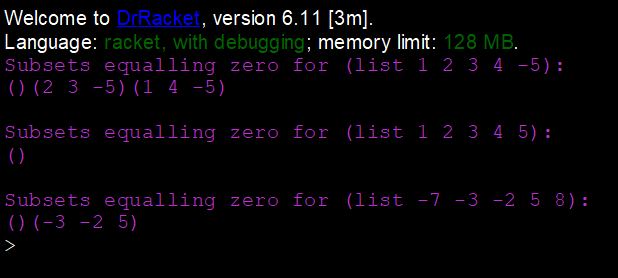 Welcome to DrRacket, version 6.11 [3m].
Language: racket, with debugging; memory limit: 128 MB.
Subsets equalling zero for (list 1 2 3 4 -5):
()(2 3 -5)(1 4 -5)
Subsets equalling zero for (list 1 2 3 4 5):
()
Subsets equalling zero for (list -7 -3 -2 5 8):
()(-3 -2 5)
>